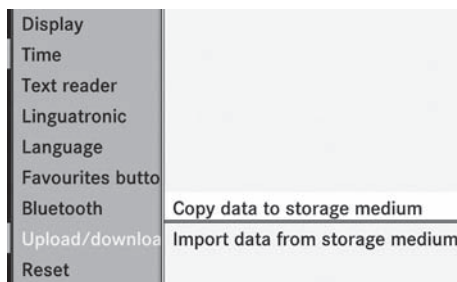 Display
Time
Text reader
Linguatronic
Language
Favourites butto
Bluetooth
Copy data to storage medium
Upload/downloa
Import data from storage medium
Reset